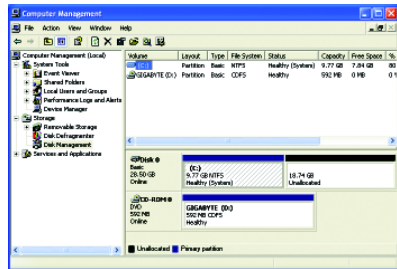 Computer Management
File Action View Window Help
Computer Management (Local)
System Tools
Event Viewer
Shared Folders
Local Users and Groups
Performance Logs and Alerts
Device Manager
Storage
Removable Storage
Disk Defragmenter
Disk Management
Services and Applications
Volume Layout Type File System Status Capacity Free Space %
(C:) Partition Basic NTFS Healthy (System) 9.77 GB 7.84 GB 80
GIGABYTE (D:) Partition Basic CDFS Healthy 592 MB 0 MB 0 %
Disk 0
Basic
28.50 GB
Online
(C:)
9.77 GB NTFS
Healthy (System)
18.74 GB
Unallocated
CD-ROM 0
DVD
592 MB
Online
GIGABYTE (D:)
592 MB CDFS
Healthy
Unallocated Primary partition